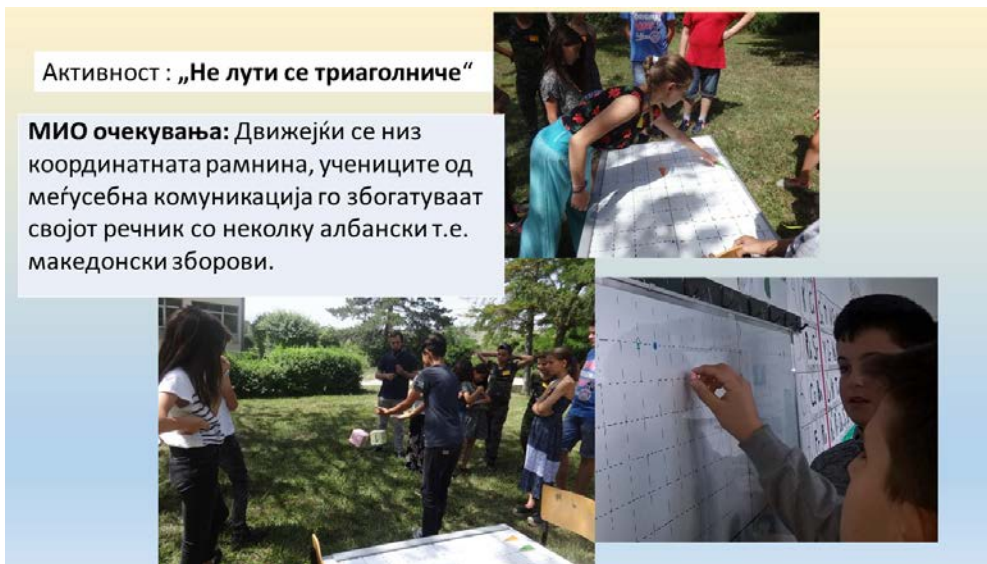 Активност : „Не лути се триаголниче“
МИО очекувања: Движејќи се низ
координатната рамнина, учениците од
меѓусебна комуникација го збогатуваат
својот речник со неколку албански т.е.
македонски зборови.